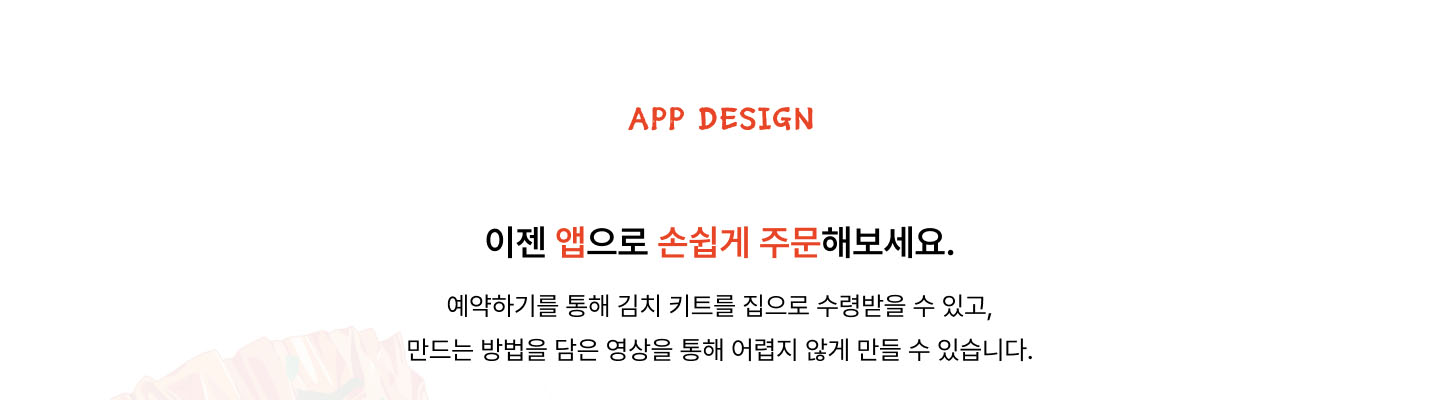 APP DESIGN
이젠 앱으로 손쉽게 주문해보세요.
예약하기를 통해 김치 키트를 집으로 수령받을 수 있고,
만드는 방법을 담은 영상을 통해 어렵지 않게 만들 수 있습니다.